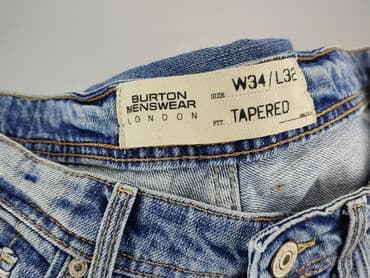 BURTON
MENSWEAR
LONDON
SIZE W34/L32
FIT. TAPERED